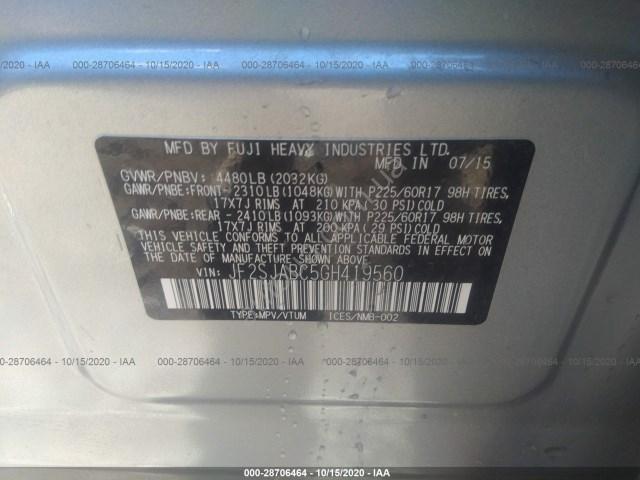 000-28706464 - 10/15/2020 - IAA 000-28706464 - 10/15/2020 - IAA 000-28706464 - 10/15/2020 - IAA
MFD BY FUJI HEAVY INDUSTRIES LTD.
MFD IN 07/15
GVWR/PNBV: 4480LB(2032KG)
GAWR/PNBE:FRONT-2310LB(1048KG)WITH P225/60R17 98H TIRES,
17X7J RIMS AT 210 KPA(30 PSI)COLD
GAWR/PNBE:REAR -2410LB(1093KG)WITH P225/60R17 98H TIRES,
17X7J RIMS AT 200 KPA(29 PSI)COLD
THIS VEHICLE CONFORMS TO ALL APPLICABLE FEDERAL MOTOR
VEHICLE SAFETY AND THEFT PREVENTION STANDARDS IN EFFECT
ON THE DATE OF MANUFACTURE SHOWN ABOVE.
VIN: JF2SJABC5GH419560
TYPE:MPV/VTUM ICES/NMB-002
000-28706464 - 10/15/2020 - IAA 000-28706464 - 10/15/2020 - IAA 000-28706464 - 10/15/2020 - IAA
000-28706464 - 10/15/2020 - IAA